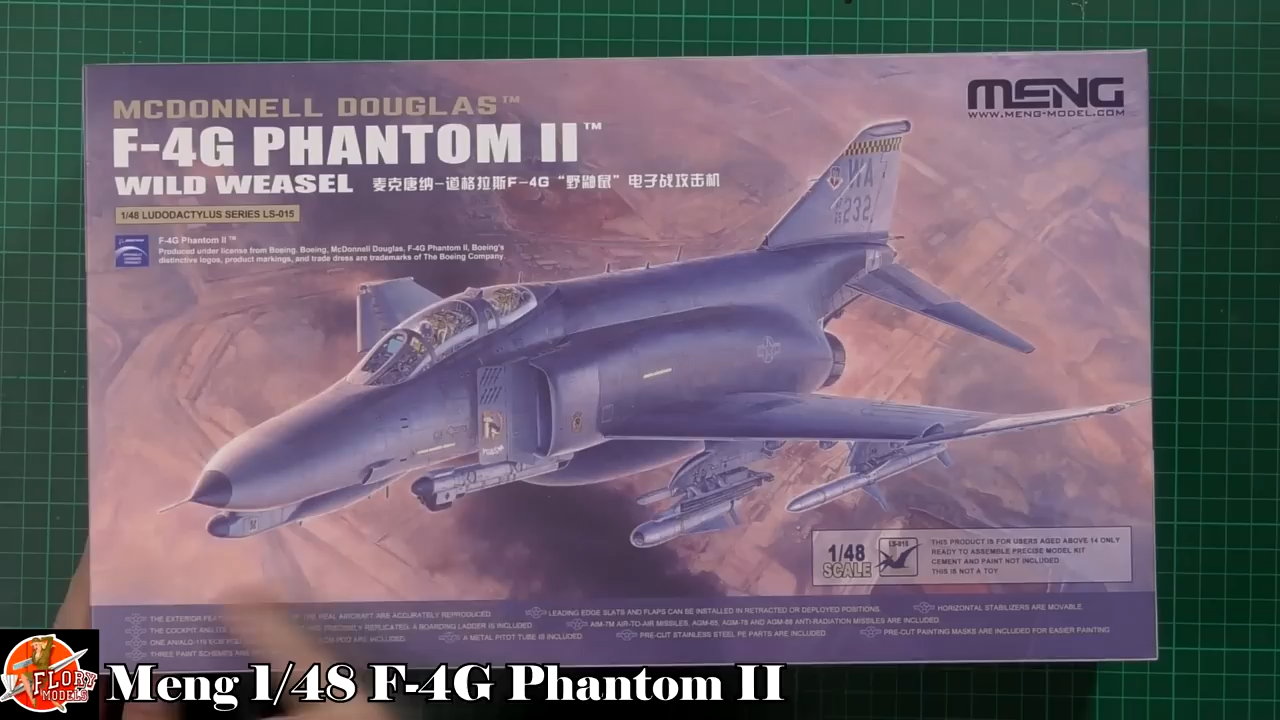 MCDONNELL DOUGLAS™
F-4G PHANTOM II™
WILD WEASEL 麦克唐纳-道格拉斯F-4G“野鼬鼠”电子战攻击机
1/48 LUDODACTYLUS SERIES LS-015
F-4G Phantom II™
Produced under license from Boeing. Boeing, McDonnell Douglas, F-4G Phantom II, Boeing's
distinctive logos, product markings, and trade dress are trademarks of The Boeing Company.
MENG
WWW.MENG-MODEL.COM
WA
232
1/48
SCALE
LS-015
THIS PRODUCT IS FOR USERS AGED ABOVE 14 ONLY
READY TO ASSEMBLE PRECISE MODEL KIT
CEMENT AND PAINT NOT INCLUDED
THIS IS NOT A TOY
THE EXTERIOR REAL AIRCRAFT ARE ACCURATELY REPRODUCED
LEADING EDGE SLATS AND FLAPS CAN BE INSTALLED IN RETRACTED OR DEPLOYED POSITIONS
HORIZONTAL STABILIZERS ARE MOVABLE
THE COCKPIT PRECISELY REPLICATED. A BOARDING LADDER IS INCLUDED
AIM-7M AIR-TO-AIR MISSILES, AGM-65, AGM-78 AND AGM-88 ANTI-RADIATION MISSILES ARE INCLUDED
ARE INCLUDED
A METAL PITOT TUBE IS INCLUDED
PRE-CUT STAINLESS STEEL PE PARTS ARE INCLUDED
PRE-CUT PAINTING MASKS ARE INCLUDED FOR EASIER PAINTING
THREE PAINT SCHEMES
FLORY
MODELS
Meng 1/48 F-4G Phantom II